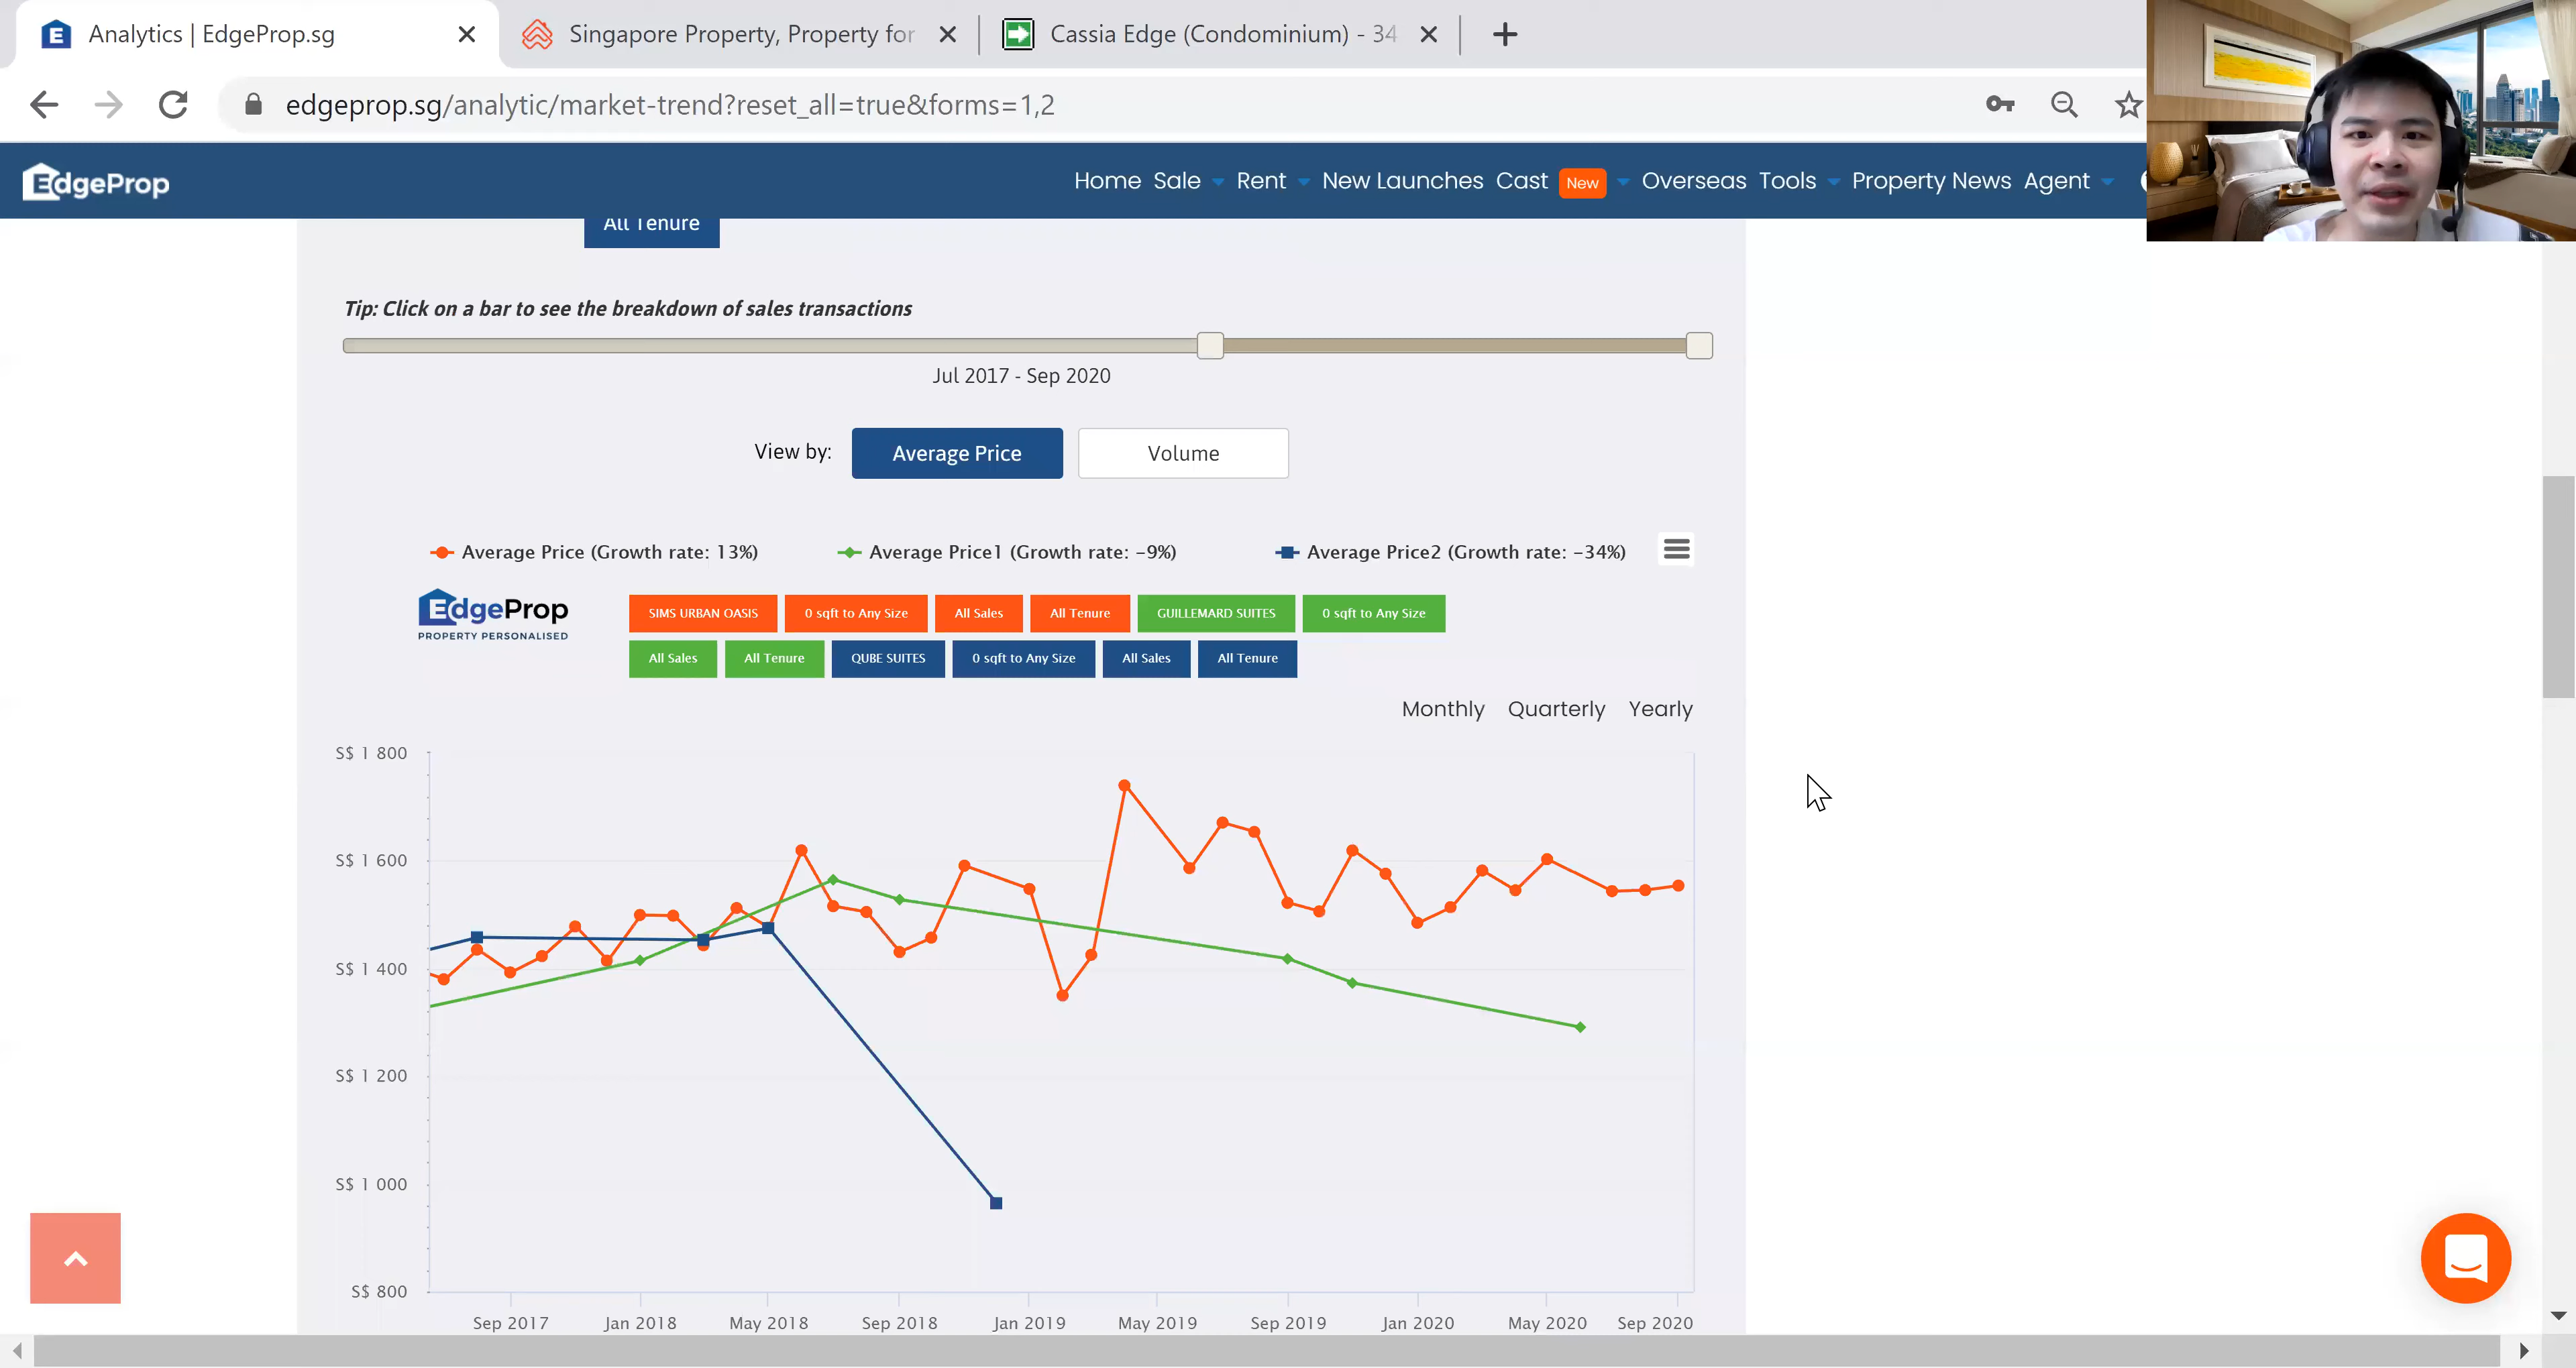 Analytics | EdgeProp.sg
Singapore Property, Property for
Cassia Edge (Condominium) - 34
edgeprop.sg/analytic/market-trend?reset_all=true&forms=1,2
EdgeProp
Home Sale Rent New Launches Cast New Overseas Tools Property News Agent
All Tenure
Tip: Click on a bar to see the breakdown of sales transactions
Jul 2017 - Sep 2020
View by: Average Price Volume
Average Price (Growth rate: 13%) Average Price1 (Growth rate: -9%) Average Price2 (Growth rate: -34%)
EdgeProp
PROPERTY PERSONALISED
SIMS URBAN OASIS 0 sqft to Any Size All Sales All Tenure GUILLEMARD SUITES 0 sqft to Any Size
All Sales All Tenure QUBE SUITES 0 sqft to Any Size All Sales All Tenure
Monthly Quarterly Yearly
S$ 1 800
S$ 1 600
S$ 1 400
S$ 1 200
S$ 1 000
S$ 800
Sep 2017 Jan 2018 May 2018 Sep 2018 Jan 2019 May 2019 Sep 2019 Jan 2020 May 2020 Sep 2020